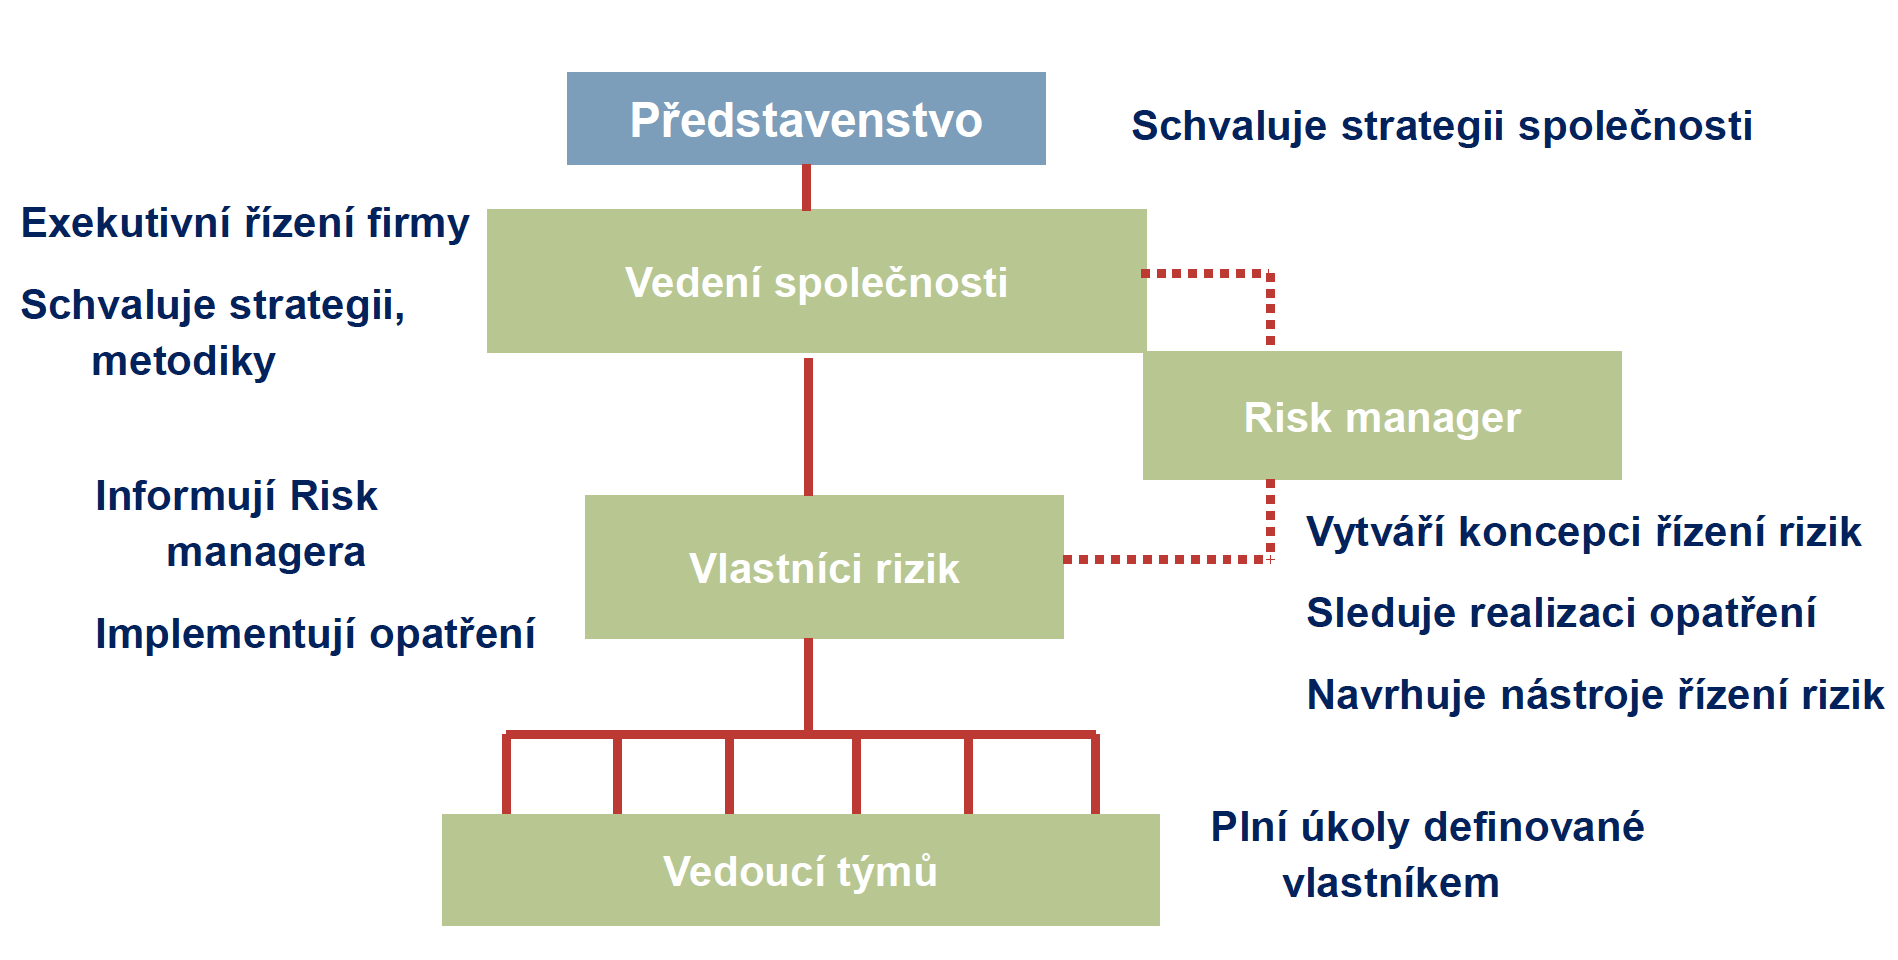 Představenstvo
Schvaluje strategii společnosti
Exekutivní řízení firmy
Vedení společnosti
Schvaluje strategii,
metodiky
Risk manager
Informují Risk
managera
Vlastníci rizik
Vytváří koncepci řízení rizik
Implementují opatření
Sleduje realizaci opatření
Navrhuje nástroje řízení rizik
Vedoucí týmů
Plní úkoly definované
vlastníkem